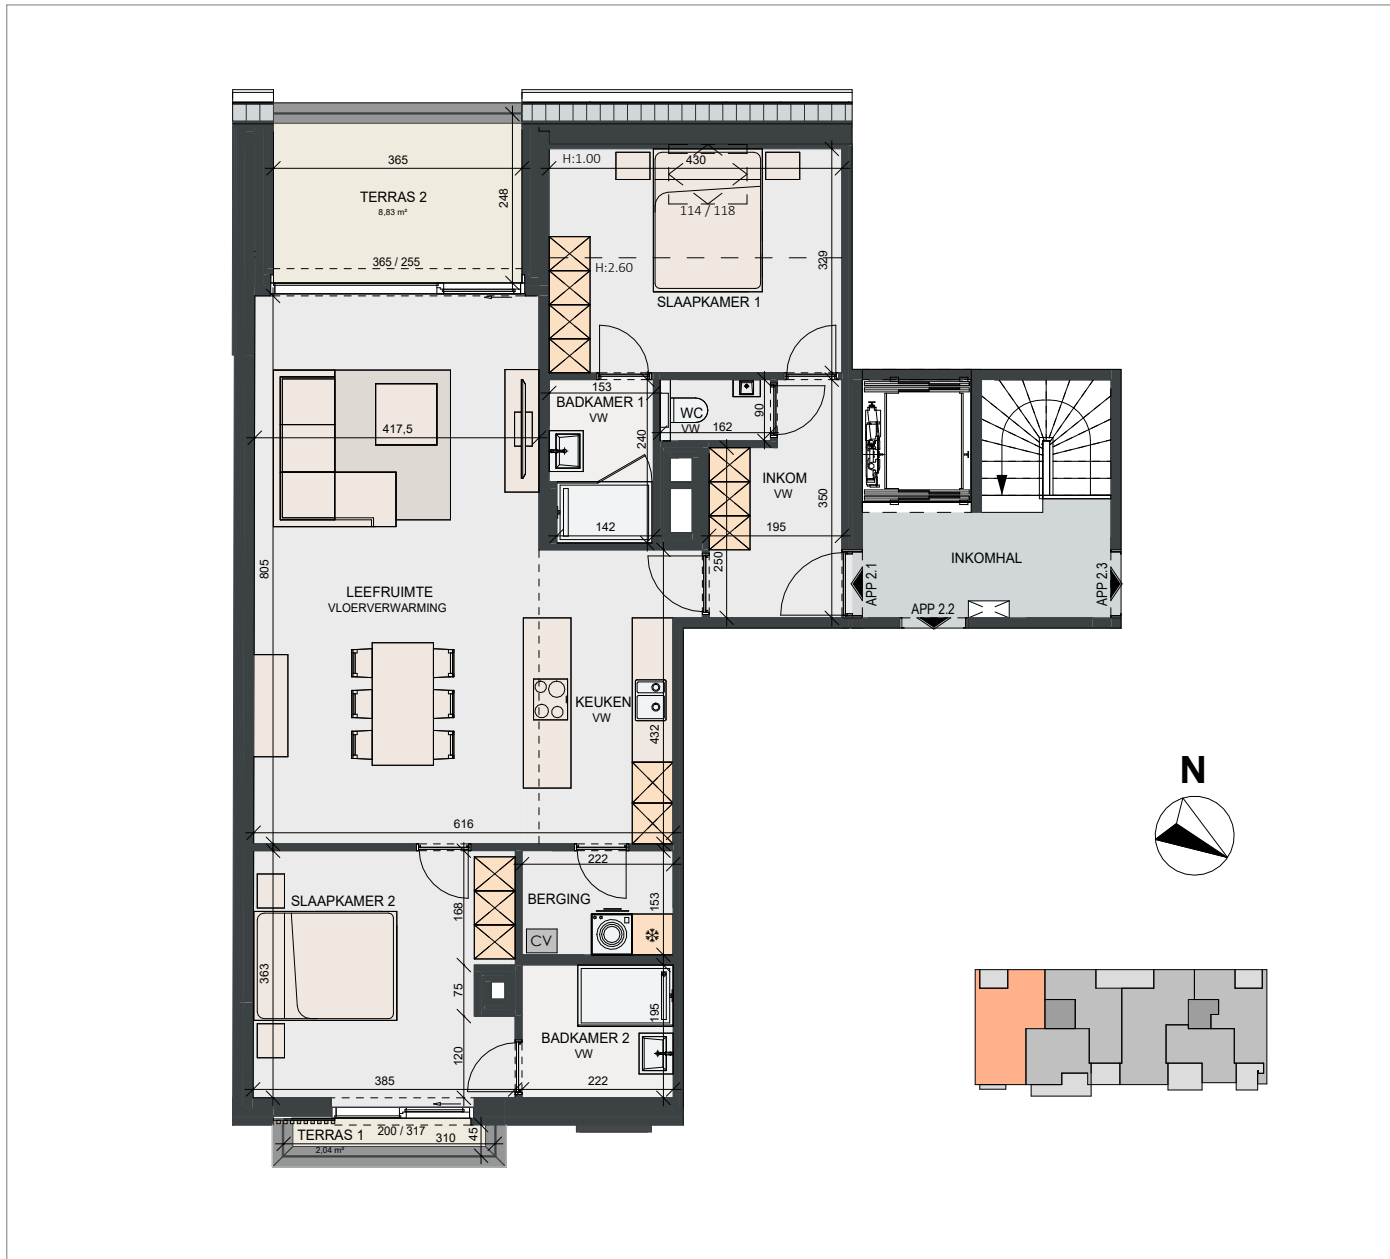 365
TERRAS 2
8,83 m²
248
365 / 255
H:1.00
430
114 / 118
329
H:2.60
SLAAPKAMER 1
153
BADKAMER 1
VW
240
142
WC
VW
90
162
417,5
INKOM
VW
350
195
250
INKOMHAL
APP 2.1
APP 2.2
APP 2.3
805
LEEFRUIMTE
VLOERVERWARMING
KEUKEN
VW
432
616
N
222
BERGING
153
CV
SLAAPKAMER 2
168
363
75
120
385
195
BADKAMER 2
VW
222
TERRAS 1
2,04 m²
200 / 317
310
45